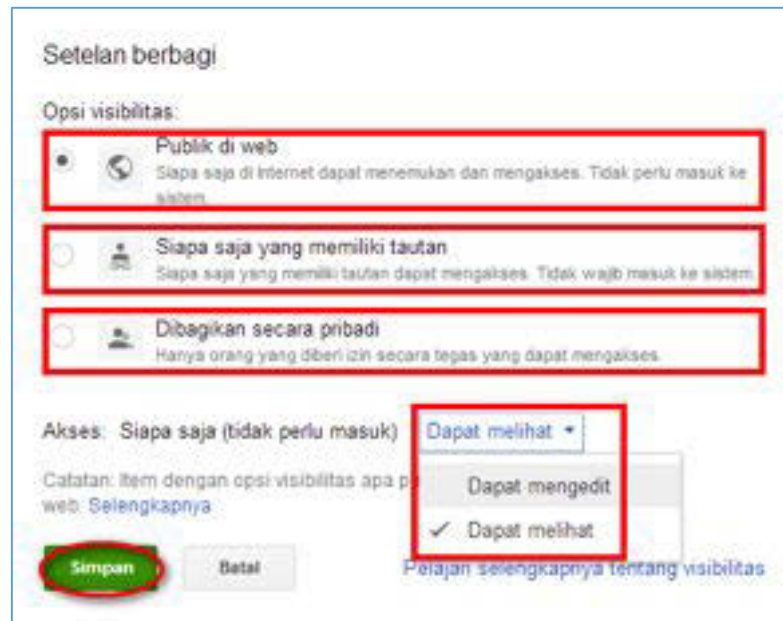 Setelan berbagi
Opsi visibilitas:
Publik di web
Siapa saja di Internet dapat menemukan dan mengakses. Tidak perlu masuk ke
sistem.
Siapa saja yang memiliki tautan
Siapa saja yang memiliki tautan dapat mengakses. Tidak wajib masuk ke sistem.
Dibagikan secara pribadi
Hanya orang yang diberi izin secara tegas yang dapat mengakses.
Akses: Siapa saja (tidak perlu masuk) Dapat melihat
Catatan: Item dengan opsi visibilitas apa p
Dapat mengedit
web. Selengkapnya
Dapat melihat
Simpan Batal Pelajari selengkapnya tentang visibilitas